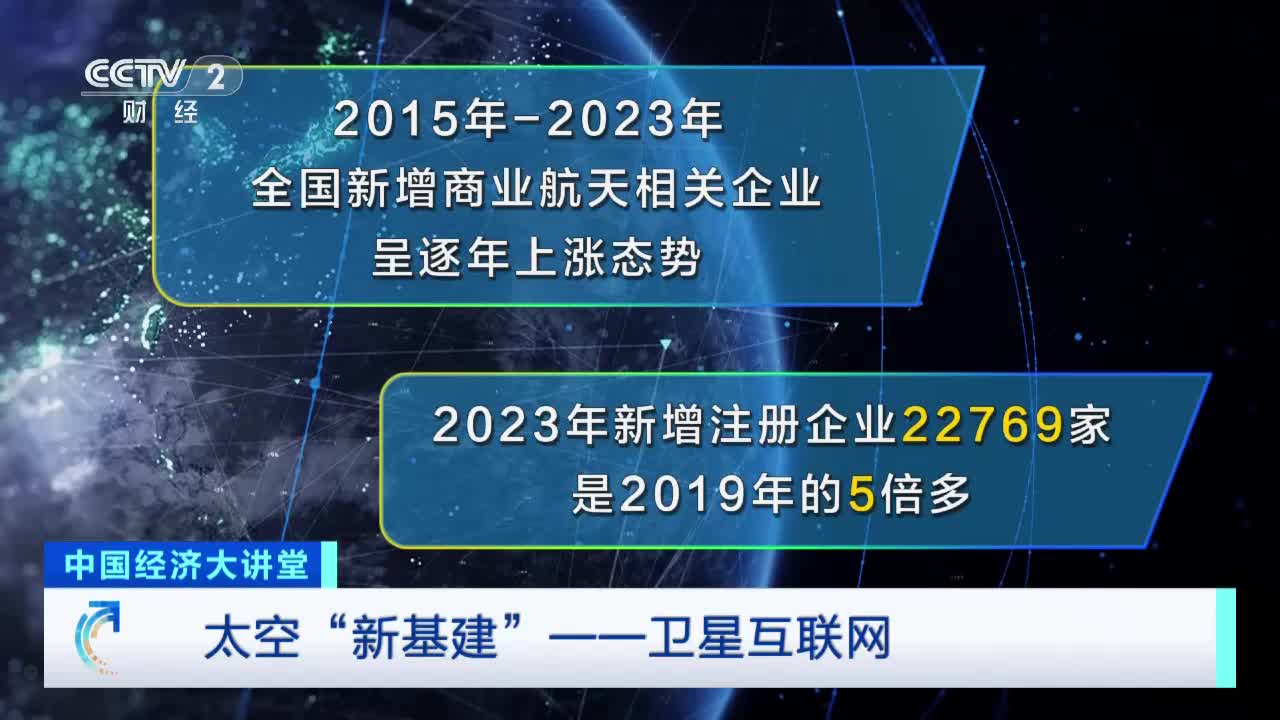 CCTV 2
财经
2015年-2023年
全国新增商业航天相关企业
呈逐年上涨态势
2023年新增注册企业22769家
是2019年的5倍多
中国经济大讲堂
太空“新基建”——卫星互联网